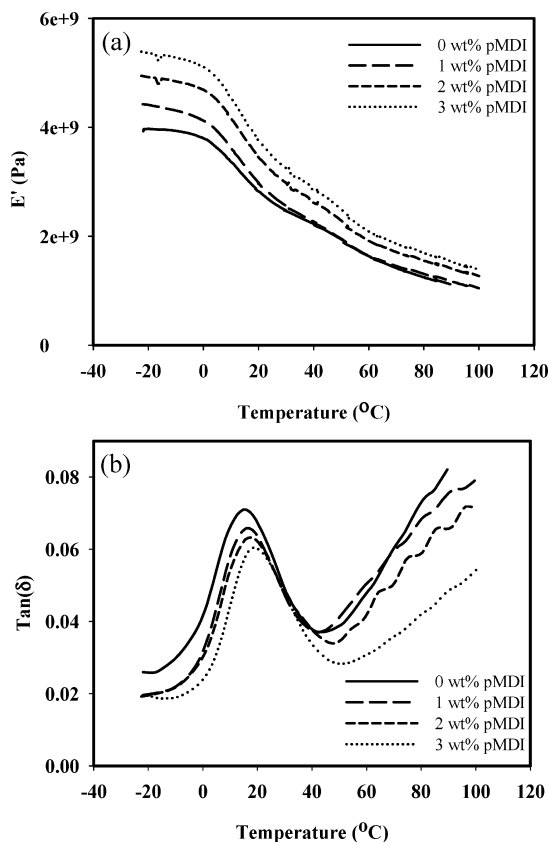 (a)
0 wt% pMDI
1 wt% pMDI
2 wt% pMDI
3 wt% pMDI
6e+9
4e+9
2e+9
0
E' (Pa)
-40 -20 0 20 40 60 80 100 120
Temperature (ºC)
(b)
0.08
0.06
0.04
0.02
0.00
Tan(δ)
0 wt% pMDI
1 wt% pMDI
2 wt% pMDI
3 wt% pMDI
-40 -20 0 20 40 60 80 100 120
Temperature (ºC)